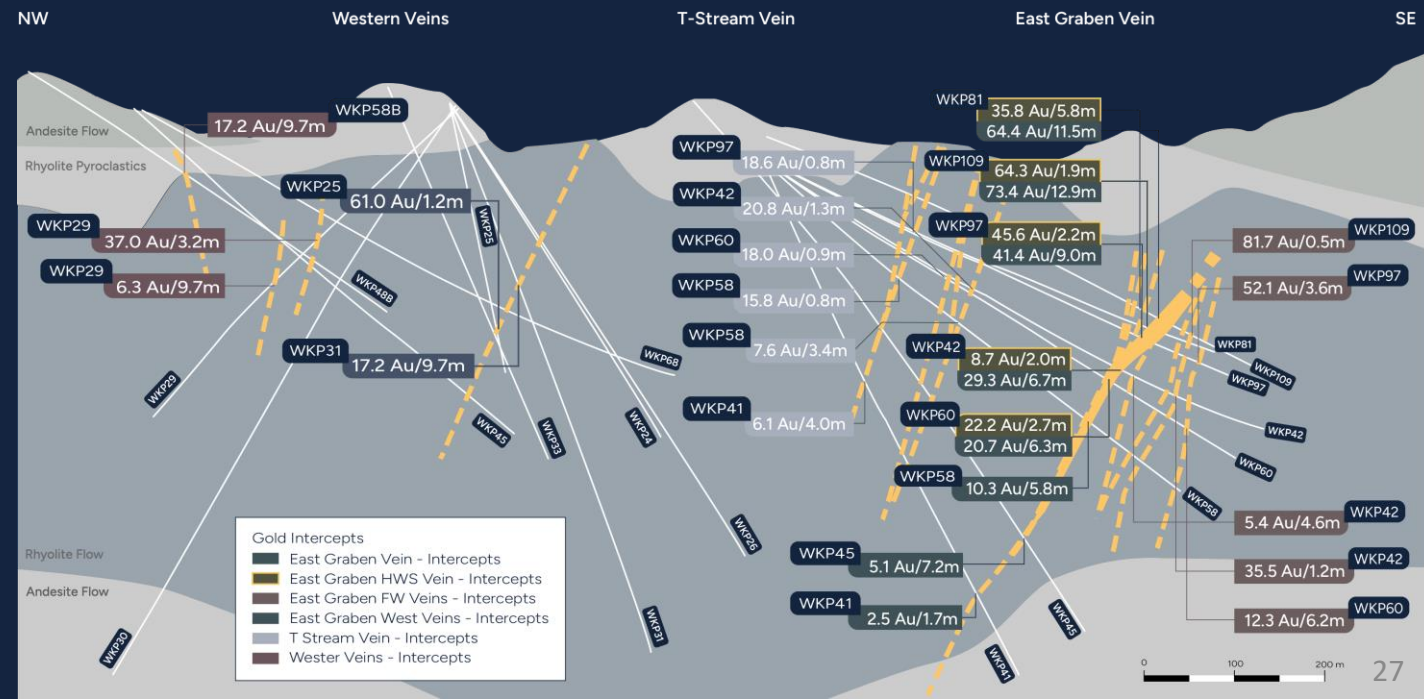 NW
Western Veins
T-Stream Vein
East Graben Vein
SE
Andesite Flow
Rhyolite Pyroclastics
WKP58B
17.2 Au/9.7m
WKP25
61.0 Au/1.2m
WKP29
37.0 Au/3.2m
WKP29
6.3 Au/9.7m
WKP31
17.2 Au/9.7m
WKP25
WKP48B
WKP29
WKP68
WKP45
WKP33
WKP24
WKP26
WKP31
WKP30
WKP97
18.6 Au/0.8m
WKP42
20.8 Au/1.3m
WKP60
18.0 Au/0.9m
WKP58
15.8 Au/0.8m
WKP58
7.6 Au/3.4m
WKP41
6.1 Au/4.0m
WKP81
35.8 Au/5.8m
64.4 Au/11.5m
WKP109
64.3 Au/1.9m
73.4 Au/12.9m
WKP97
45.6 Au/2.2m
41.4 Au/9.0m
WKP42
8.7 Au/2.0m
29.3 Au/6.7m
WKP60
22.2 Au/2.7m
20.7 Au/6.3m
WKP58
10.3 Au/5.8m
WKP45
5.1 Au/7.2m
WKP41
2.5 Au/1.7m
WKP109
81.7 Au/0.5m
WKP97
52.1 Au/3.6m
WKP81
WKP109
WKP97
WKP42
WKP60
WKP58
WKP42
5.4 Au/4.6m
WKP42
35.5 Au/1.2m
WKP60
12.3 Au/6.2m
WKP45
WKP41
Rhyolite Flow
Andesite Flow
Gold Intercepts
East Graben Vein - Intercepts
East Graben HWS Vein - Intercepts
East Graben FW Veins - Intercepts
East Graben West Veins - Intercepts
T Stream Vein - Intercepts
Wester Veins - Intercepts
0 100 200 m
27